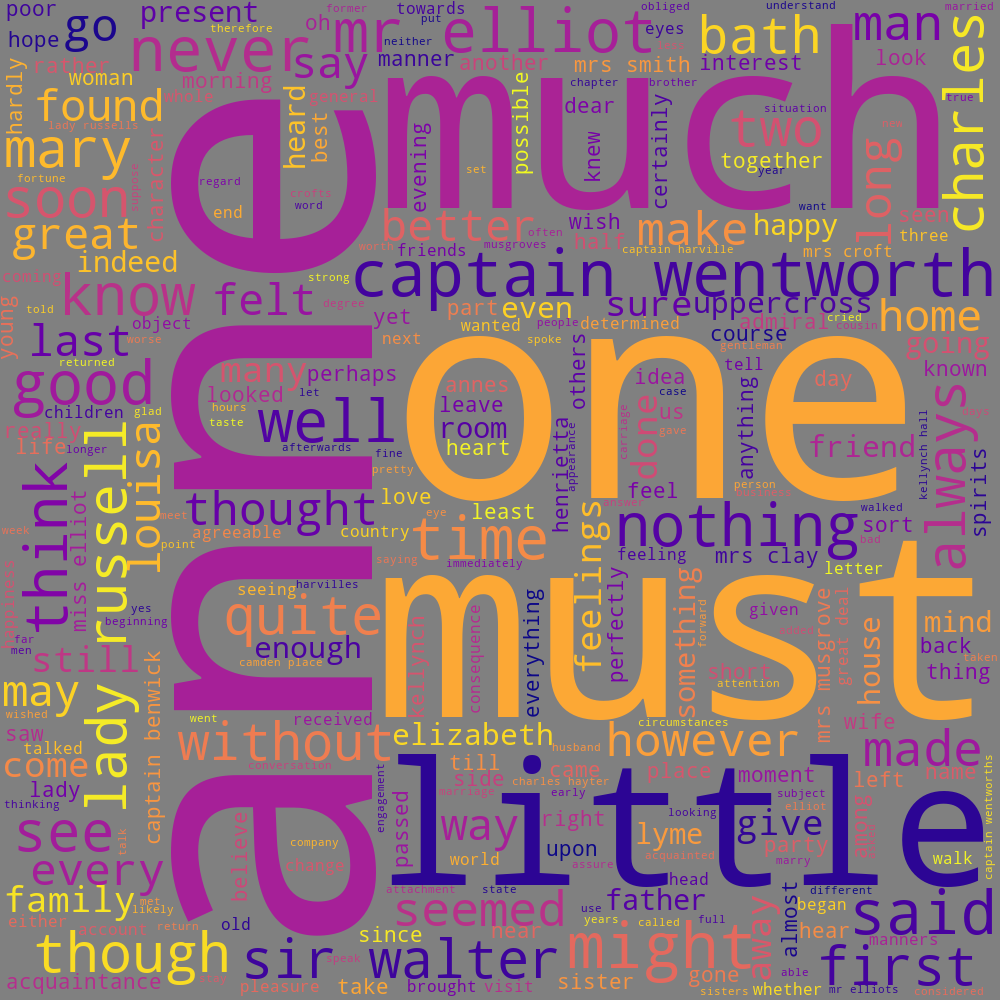 poor
go
present
therefore
former
oh
mr elliot
towards
put
obliged
eyes
understand
married
man
hope
rather
never
say
manner
neither
another
mrs smith
bath
interest
look
charles
hardly
woman
morning
found
general
heard
best
much
possible
dear
chapter
brother
situation
true
two
long
lady russells
mary
fortune
character
suppose
evening
knew
certainly
together
year
soon
regard
crofts
word
set
want
seen
great
end
better
often
wish
half
make
happy
three
indeed
worth
friends
musgroves
captain harville
mrs croft
coming
strong
captain wentworth
told
know
felt
degree
part
even
sure
uppercross
home
young
object
worse
yet
wanted
people
determined
admiral
cried
cousin
last
next
spoke
course
gentleman
going
returned
many
perhaps
one
others
idea
tell
day
known
good
looked
annes
us
case
children
glad
hours
let
leave
anything
days
really
taste
well
room
done
friend
always
life
longer
afterwards
fine
heart
henrietta
appearance
carriage
gave
kellynch hall
spirits
think
russell
lady
louisa
pretty
feel
person
meet
thought
love
least
answer
walked
week
miss elliot
agreeable
country
time
nothing
sort
bad
point
eye
feelings
feeling
mrs clay
letter
seeing
saying
immediately
happiness
yes
beginning
harvilles
anne
must
quite
perfectly
something
forward
given
mrs musgrove
great deal
house
mind
far
men
enough
kellynch
consequence
everything
back
still
camden place
short
attention
thing
taken
may
captain benwick
went
received
wished
circumstances
wife
saw
without
elizabeth
however
made
talked
conversation
husband
come
till
came
place
moment
left
name
lady
side
charles hayter
subject
thinking
engagement
marriage
early
looking
elliot
among
captain wentworths
see
talk
passed
little
way
right
lyme
give
party
company
believe
world
upon
acquainted
marry
walk
every
change
assure
head
family
met
attachment
state
father
different
likely
seemed
use
began
said
either
account
return
old
years
called
full
away
almost
hear
though
since
near
might
manners
first
sir walter
speak
sister
gone
able
acquaintance
pleasure
take
brought
visit
sisters
whether
mr elliots
considered